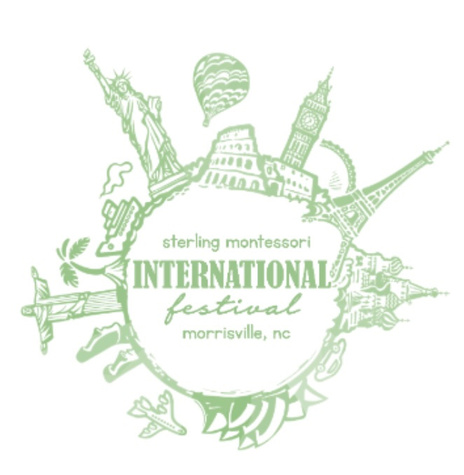 sterling montessori
INTERNATIONAL
festival
morrisville, nc